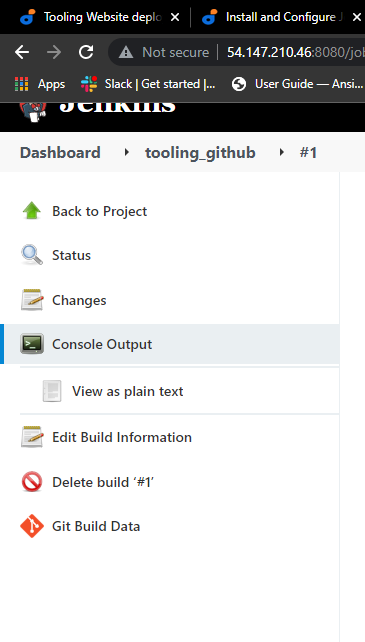 Tooling Website deplo
Install and Configure J
Not secure | 54.147.210.46:8080/jol
Apps
Slack | Get started |...
User Guide — Ansi...
Jenkins
Dashboard
tooling_github
#1
Back to Project
Status
Changes
Console Output
View as plain text
Edit Build Information
Delete build ‘#1’
Git Build Data